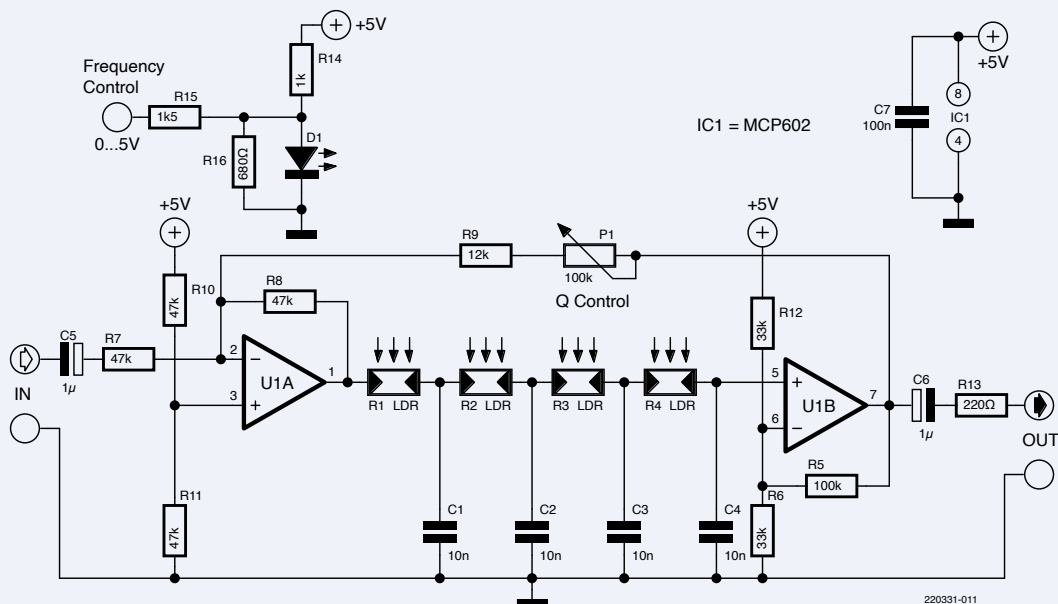 +5V
R14
1k
Frequency
Control
R15
1k5
0...5V
R16
680Ω
D1
IC1 = MCP602
+5V
C7
100n
8
IC1
4
+5V
R10
47k
R9
12k
P1
100k
Q Control
+5V
R8
47k
R12
33k
C5
1µ
R7
47k
IN
2
3
U1A
1
R1 LDR
R2 LDR
R3 LDR
R4 LDR
5
6
U1B
7
C6
1µ
R13
220Ω
OUT
R5
100k
R11
47k
C1
10n
C2
10n
C3
10n
C4
10n
R6
33k
220331-011